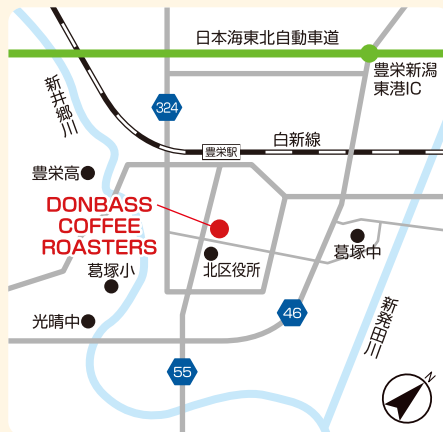 日本海東北自動車道
豊栄新潟
東港IC
新井郷川
324
白新線
豊栄駅
豊栄高
DONBASS
COFFEE
ROASTERS
北区役所
葛塚中
葛塚小
光晴中
46
新発田川
55
N